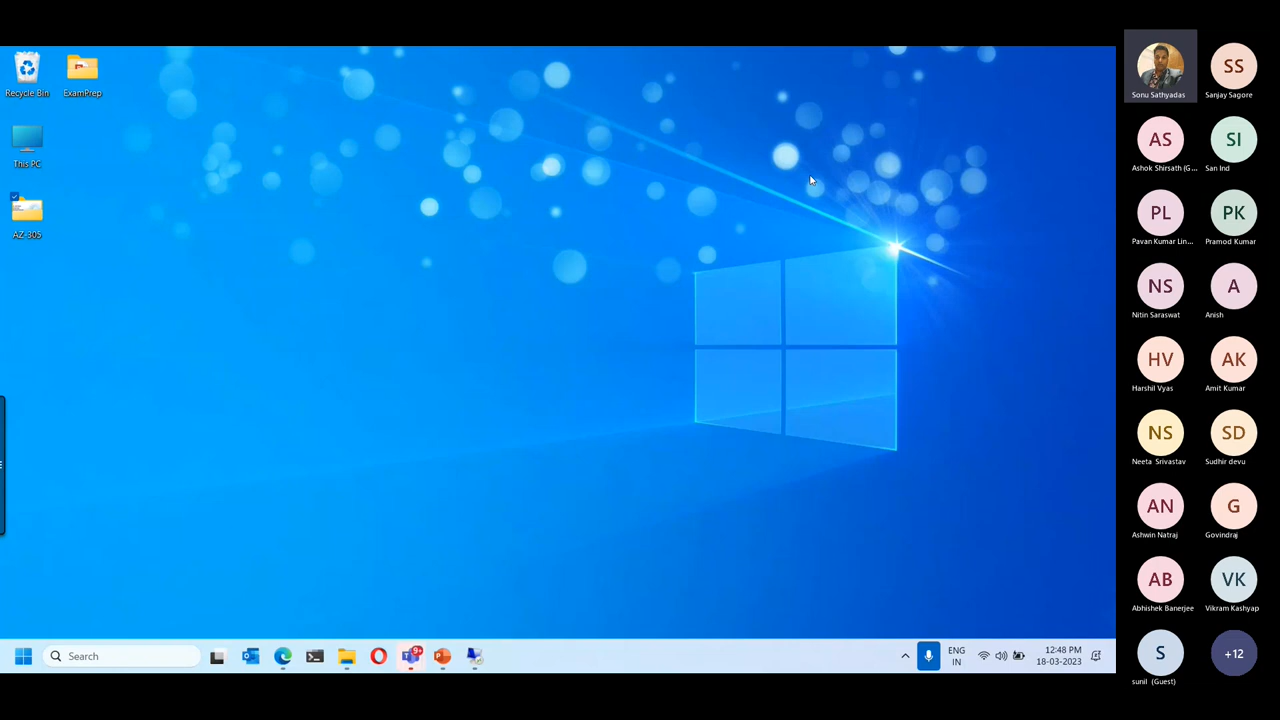 Recycle Bin
ExamPrep
This PC
AZ-305
Search
9+
ENG
IN
12:48 PM
18-03-2023
Sonu Sathyadas
SS
Sanjay Sagore
AS
Ashok Shirsath (G...
SI
San Ind
PL
Pavan Kumar Lin...
PK
Pramod Kumar
NS
Nitin Saraswat
A
Anish
HV
Harshil Vyas
AK
Amit Kumar
NS
Neeta Srivastav
SD
Sudhir devu
AN
Ashwin Natraj
G
Govindraj
AB
Abhishek Banerjee
VK
Vikram Kashyap
S
sunil (Guest)
+12